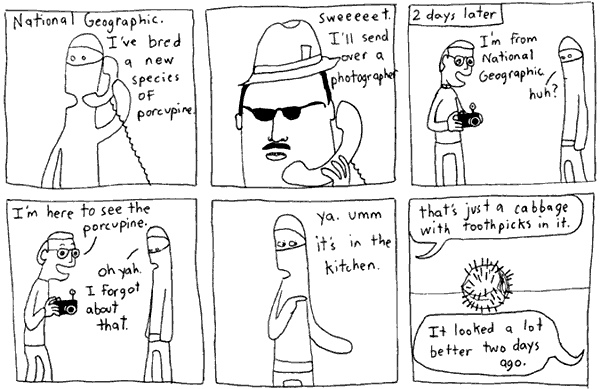 National Geographic.
I've bred
a new
species
of
porcupine.
Sweeeeet.
I'll send
over a
photographer
2 days later
I'm from
National
Geographic.
huh?
I'm here to see the
porcupine.
oh yah.
I forgot
about
that.
ya. umm
it's in the
kitchen.
that's just a cabbage
with toothpicks in it.
It looked a lot
better two days
ago.